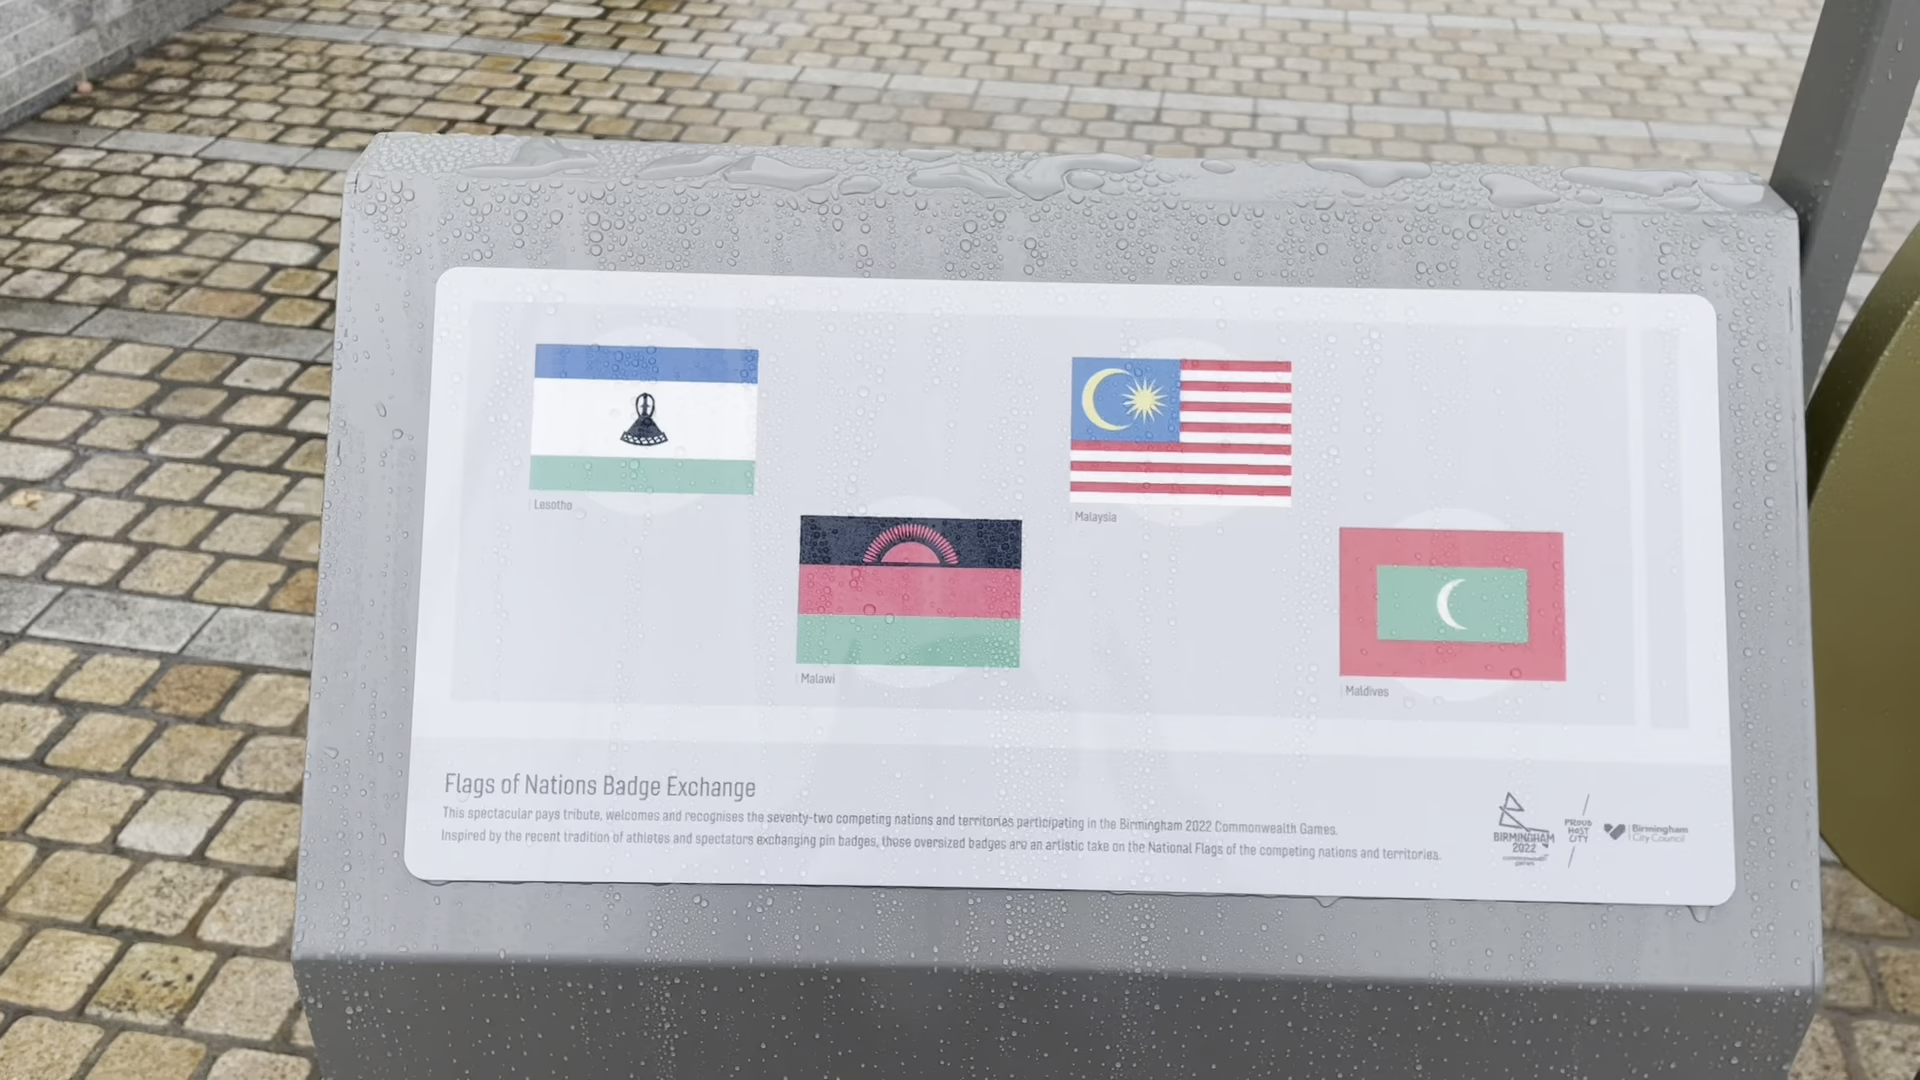 Lesotho
Malaysia
Malawi
Maldives
Flags of Nations Badge Exchange
This spectacular pays tribute, welcomes and recognises the seventy-two competing nations and territories participating in the Birmingham 2022 Commonwealth Games.
Inspired by the recent tradition of athletes and spectators exchanging pin badges, those oversized badges are an artistic take on the National Flags of the competing nations and territories.
BIRMINGHAM
2022
commonwealth
games
PROUD
HOST
CITY
Birmingham
City Council